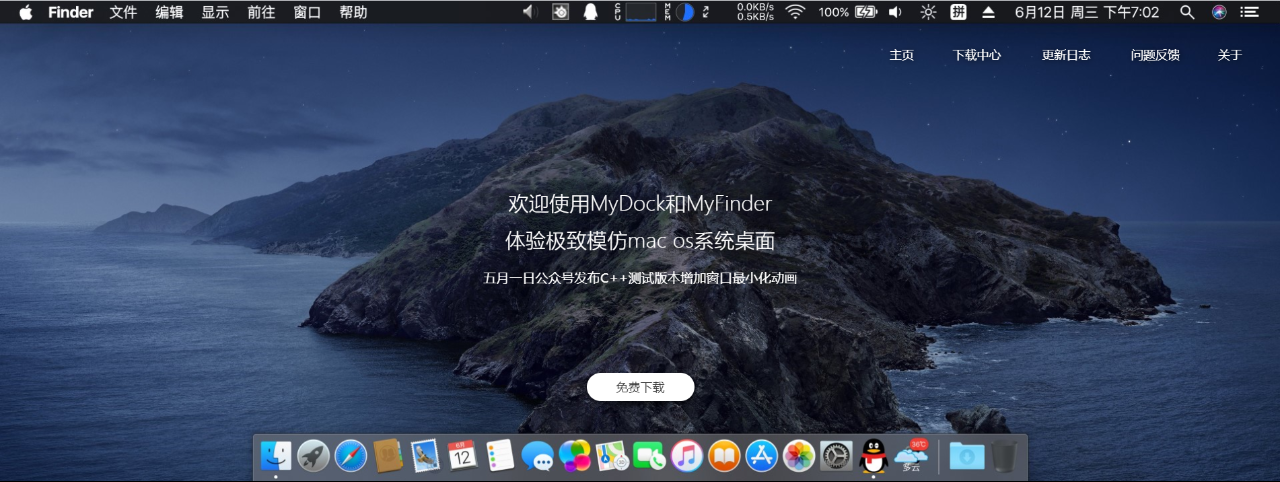 Finder 文件 编辑 显示 前往 窗口 帮助 CPU MEM 0.0KB/s 0.5KB/s 100% 拼 6月12日 周三 下午7:02
主页 下载中心 更新日志 问题反馈 关于
欢迎使用MyDock和MyFinder
体验极致模仿mac os系统桌面
五月一日公众号发布C++测试版本增加窗口最小化动画
免费下载
6月 12 36℃
多云